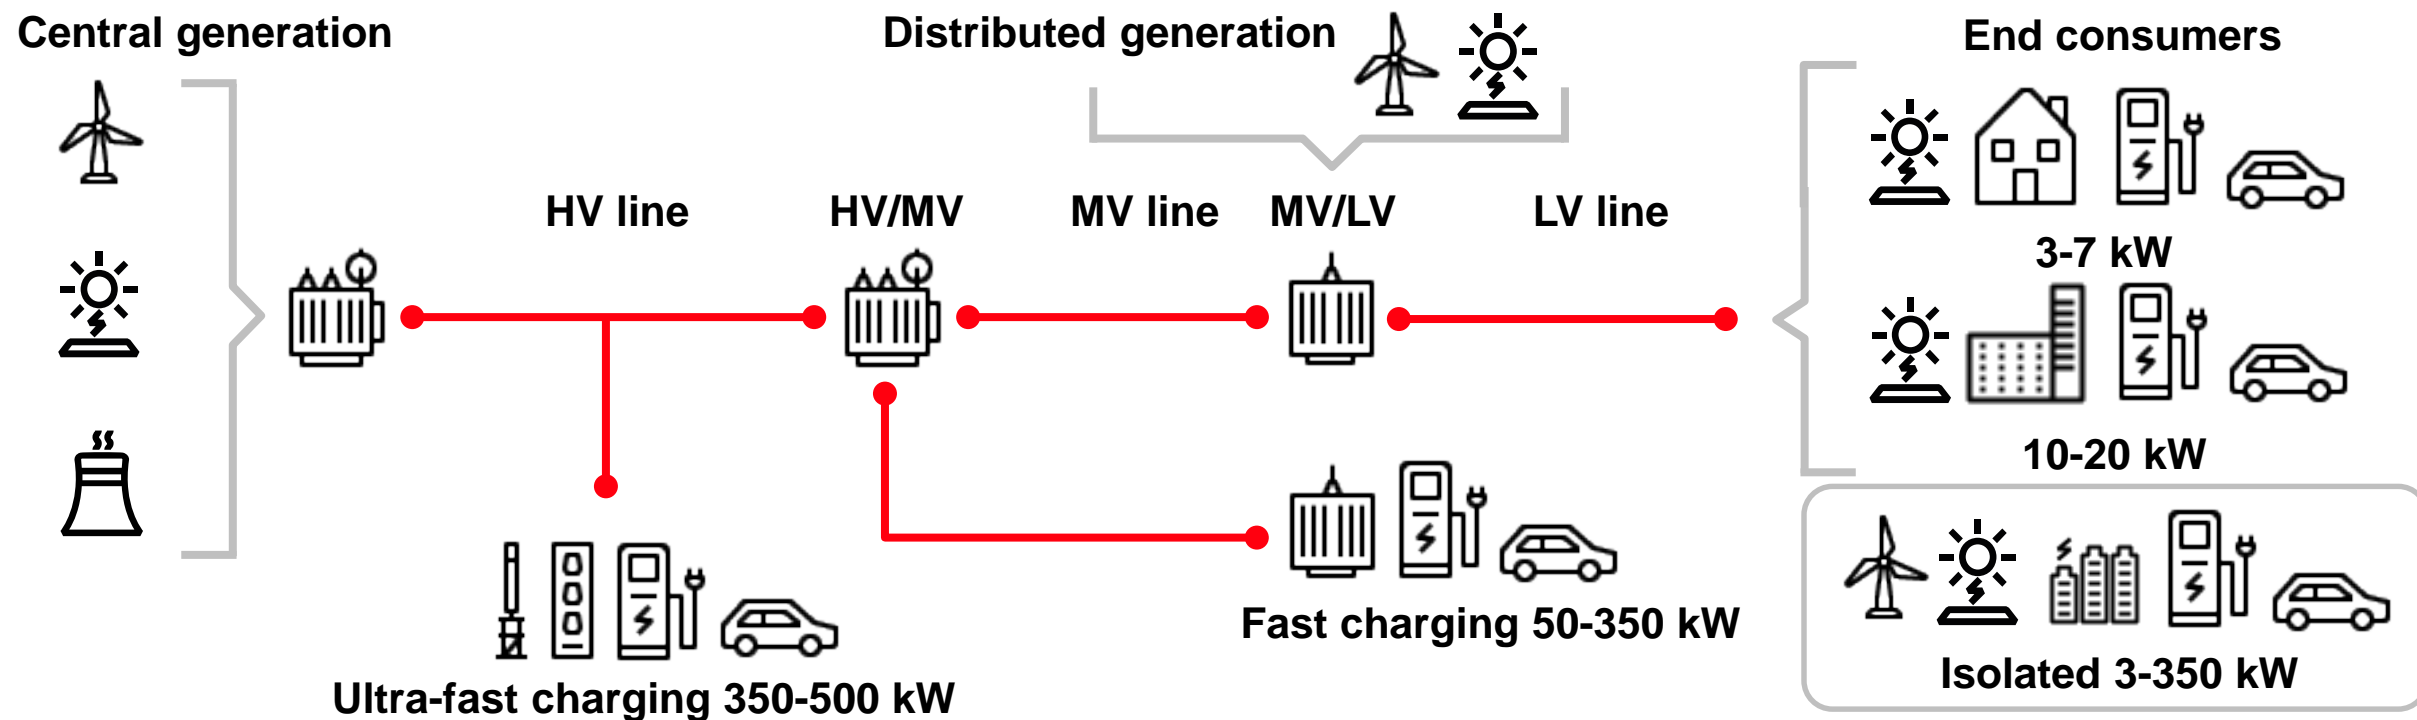 Central generation
Distributed generation
End consumers
HV line
HV/MV
MV line
MV/LV
LV line
3-7 kW
10-20 kW
Fast charging 50-350 kW
Isolated 3-350 kW
Ultra-fast charging 350-500 kW